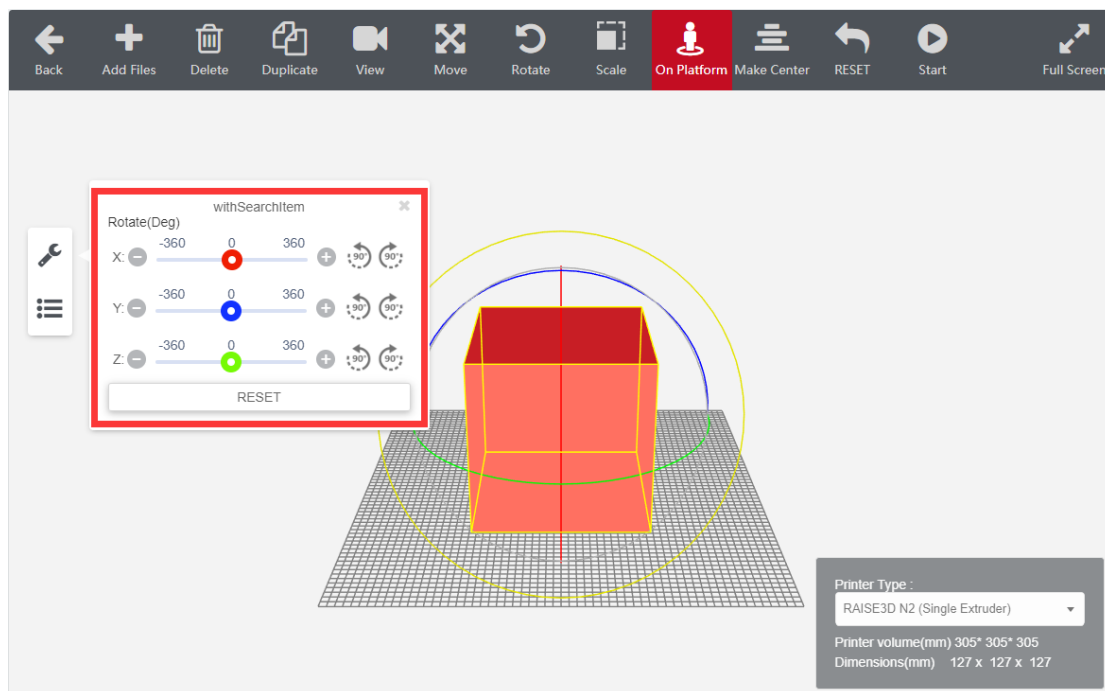 Back Add Files Delete Duplicate View Move Rotate Scale On Platform Make Center RESET Start Full Screen
withSearchItem
Rotate(Deg)
-360 0 360
X: 90° 90°
-360 0 360
Y: 90° 90°
-360 0 360
Z: 90° 90°
RESET
Printer Type :
RAISE3D N2 (Single Extruder)
Printer volume(mm) 305* 305* 305
Dimensions(mm) 127 x 127 x 127